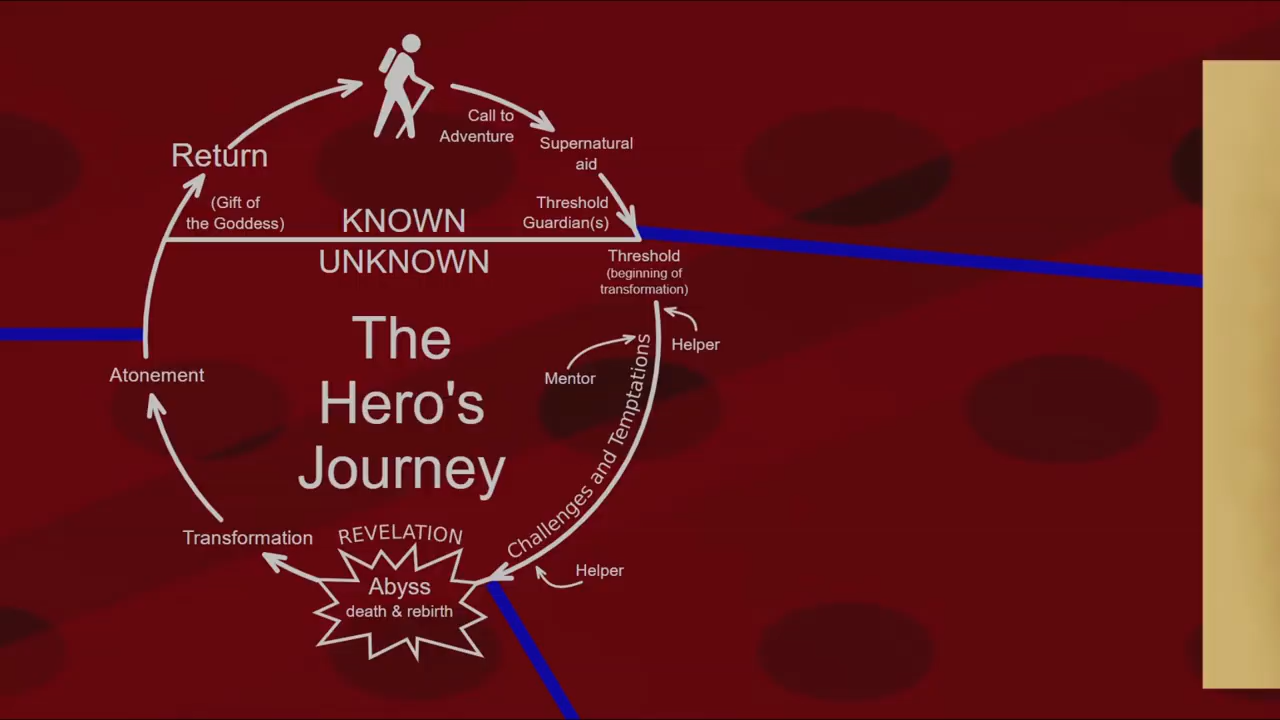 Call to
Adventure
Supernatural
aid
Return
(Gift of
the Goddess)
KNOWN
Threshold
Guardian(s)
UNKNOWN
Threshold
(beginning of
transformation)
Helper
Mentor
Challenges and Temptations
The
Hero's
Journey
Atonement
Transformation
REVELATION
Abyss
death & rebirth
Helper